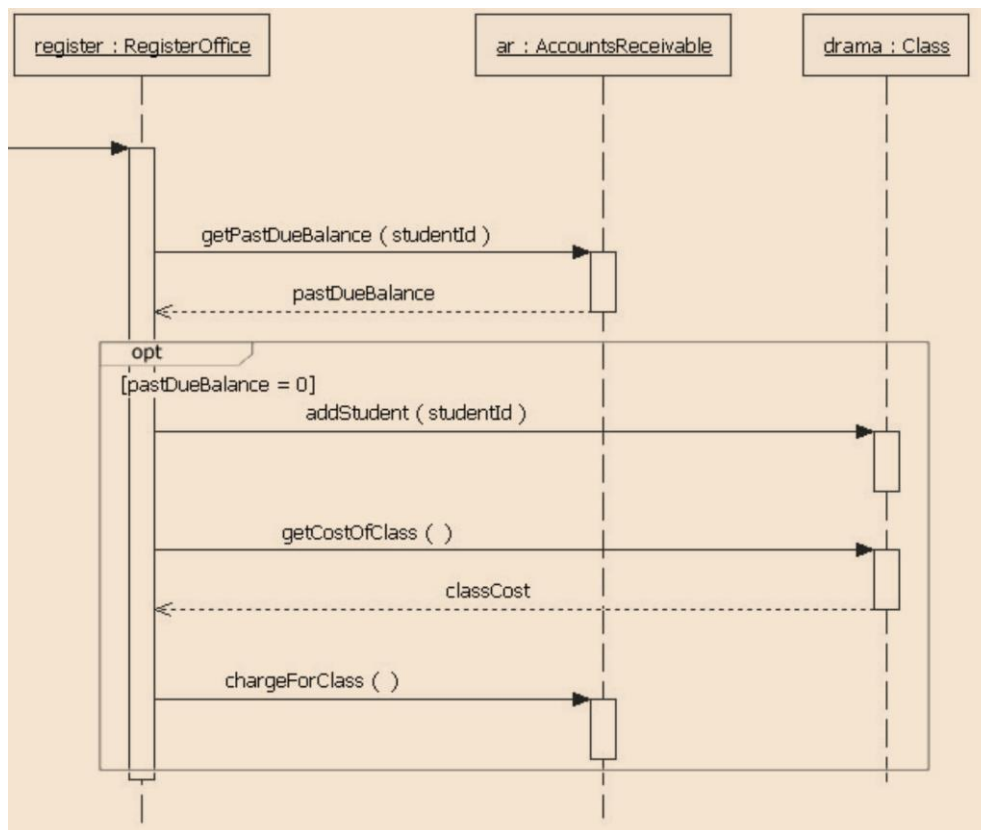 register : RegisterOffice
ar : AccountsReceivable
drama : Class
getPastDueBalance ( studentId )
pastDueBalance
opt
[pastDueBalance = 0]
addStudent ( studentId )
getCostOfClass ( )
classCost
chargeForClass ( )